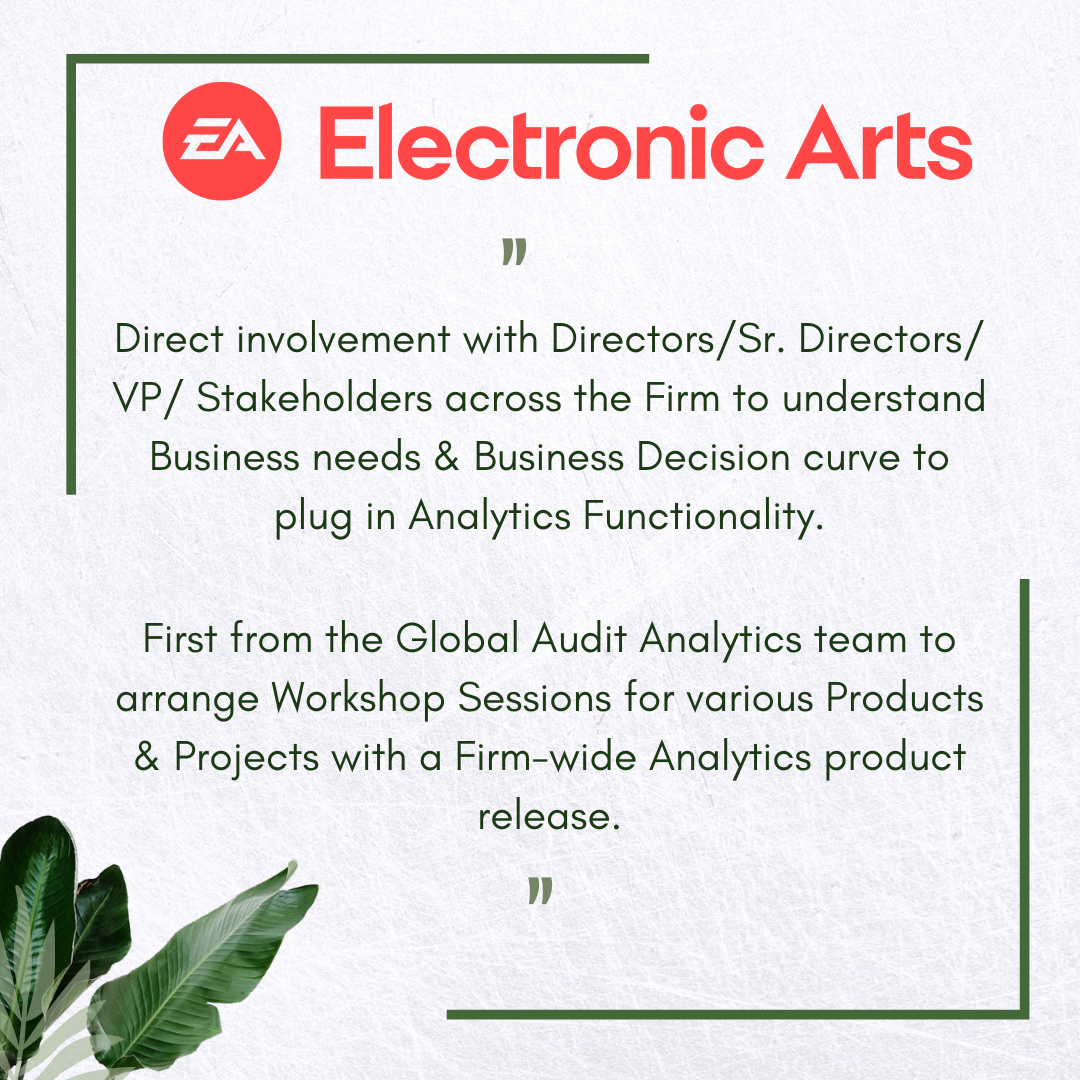 EA Electronic Arts
"
Direct involvement with Directors/Sr. Directors/
VP/ Stakeholders across the Firm to understand
Business needs & Business Decision curve to
plug in Analytics Functionality.
First from the Global Audit Analytics team to
arrange Workshop Sessions for various Products
& Projects with a Firm-wide Analytics product
release.
"